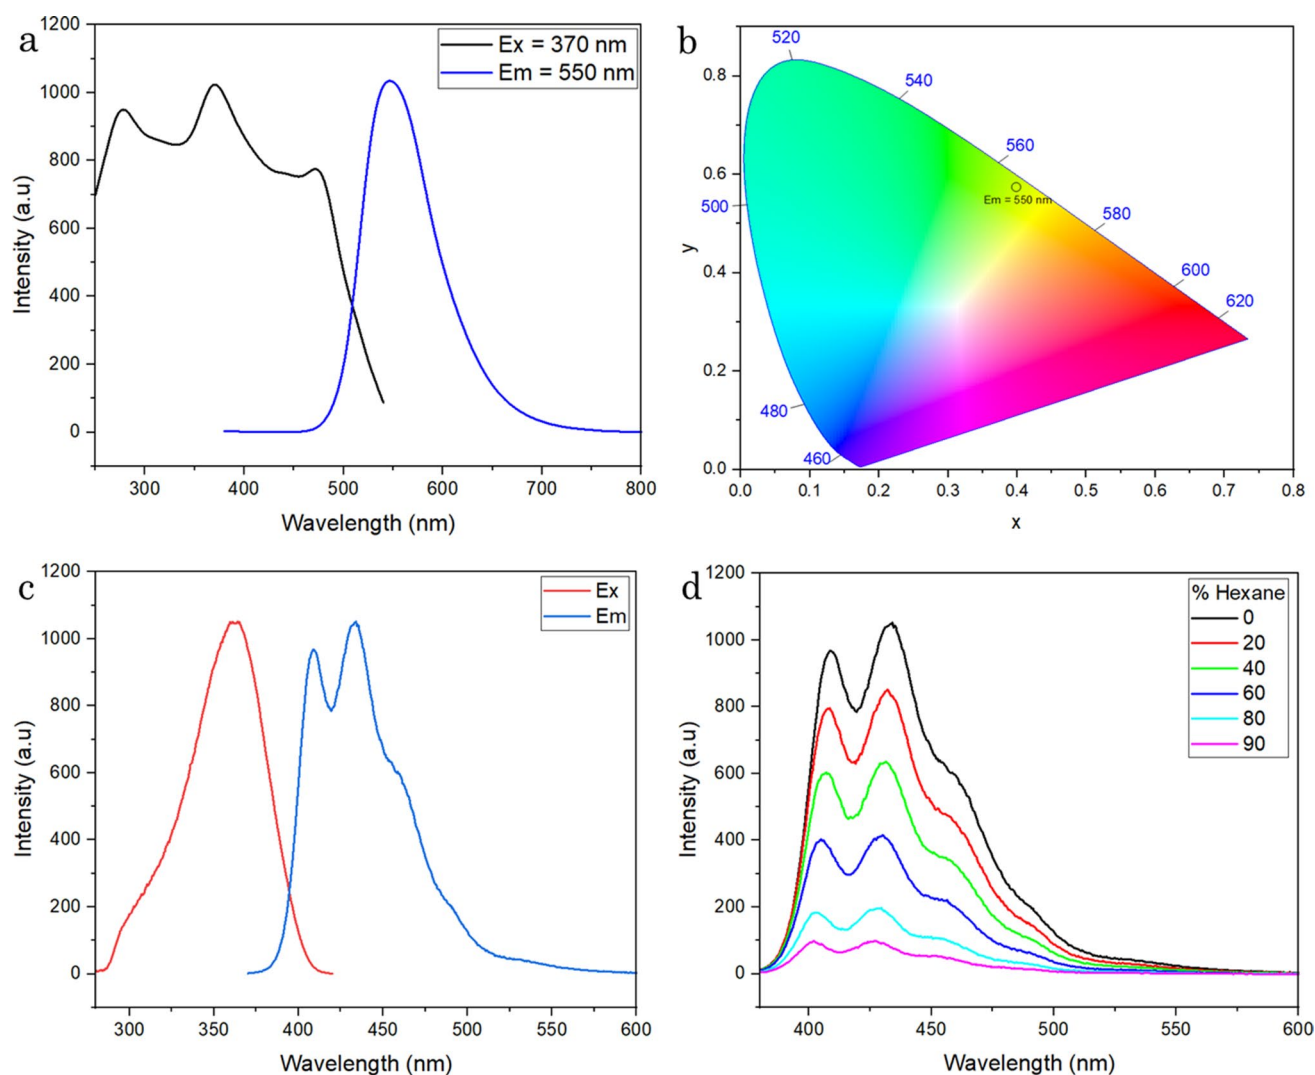 a
Ex = 370 nm
Em = 550 nm
1200
1000
800
600
400
200
0
Intensity (a.u)
300 400 500 600 700 800
Wavelength (nm)
b
520
540
560
580
600
620
500
480
460
Em = 550 nm
0.8
0.6
0.4
0.2
0.0
y
0.0 0.1 0.2 0.3 0.4 0.5 0.6 0.7 0.8
x
c
Ex
Em
1200
1000
800
600
400
200
0
Intensity (a.u)
300 350 400 450 500 550 600
Wavelength (nm)
d
% Hexane
0
20
40
60
80
90
1200
1000
800
600
400
200
0
Intensity (a.u)
400 450 500 550 600
Wavelength (nm)